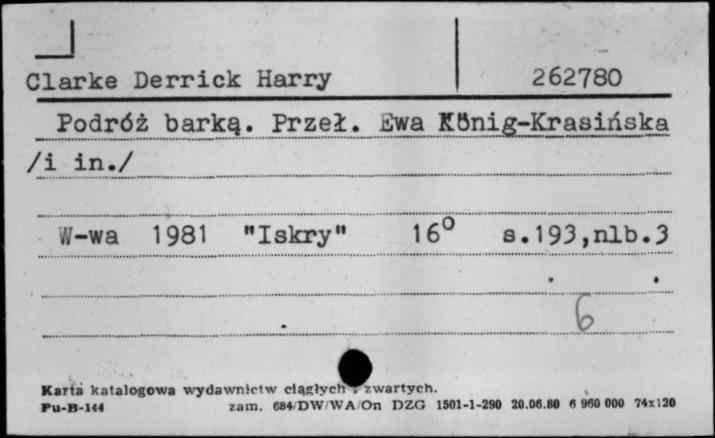 Clarke Derrick Harry 262780
Podróż barką. Przeł. Ewa König-Krasińska
/i in./
W-wa 1981 "Iskry" 16° s.193,nlb.3
6
Karta katalogowa wydawnictw ciągłych i zwartych.
Pu-B-144 zam. 684/DW/WA/On DZG 1501-1-290 20.06.80 6 960 000 74x120